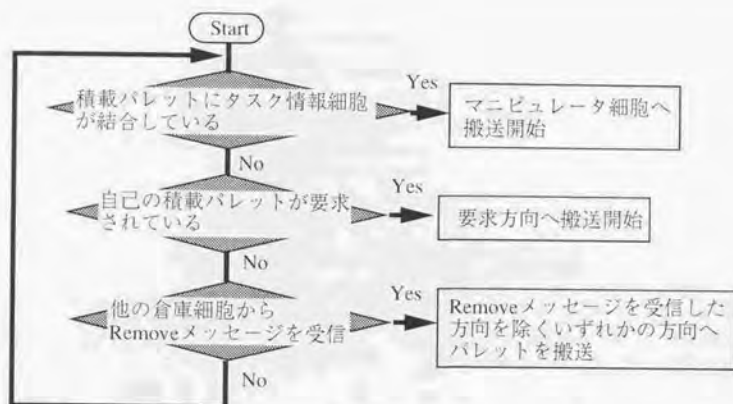 Start
積載パレットにタスク情報細胞
が結合している
Yes
マニピュレータ細胞へ
搬送開始
No
自己の積載パレットが要求
されている
Yes
要求方向へ搬送開始
No
他の倉庫細胞から
Removeメッセージを受信
Yes
Removeメッセージを受信した
方向を除くいずれかの方向へ
パレットを搬送
No